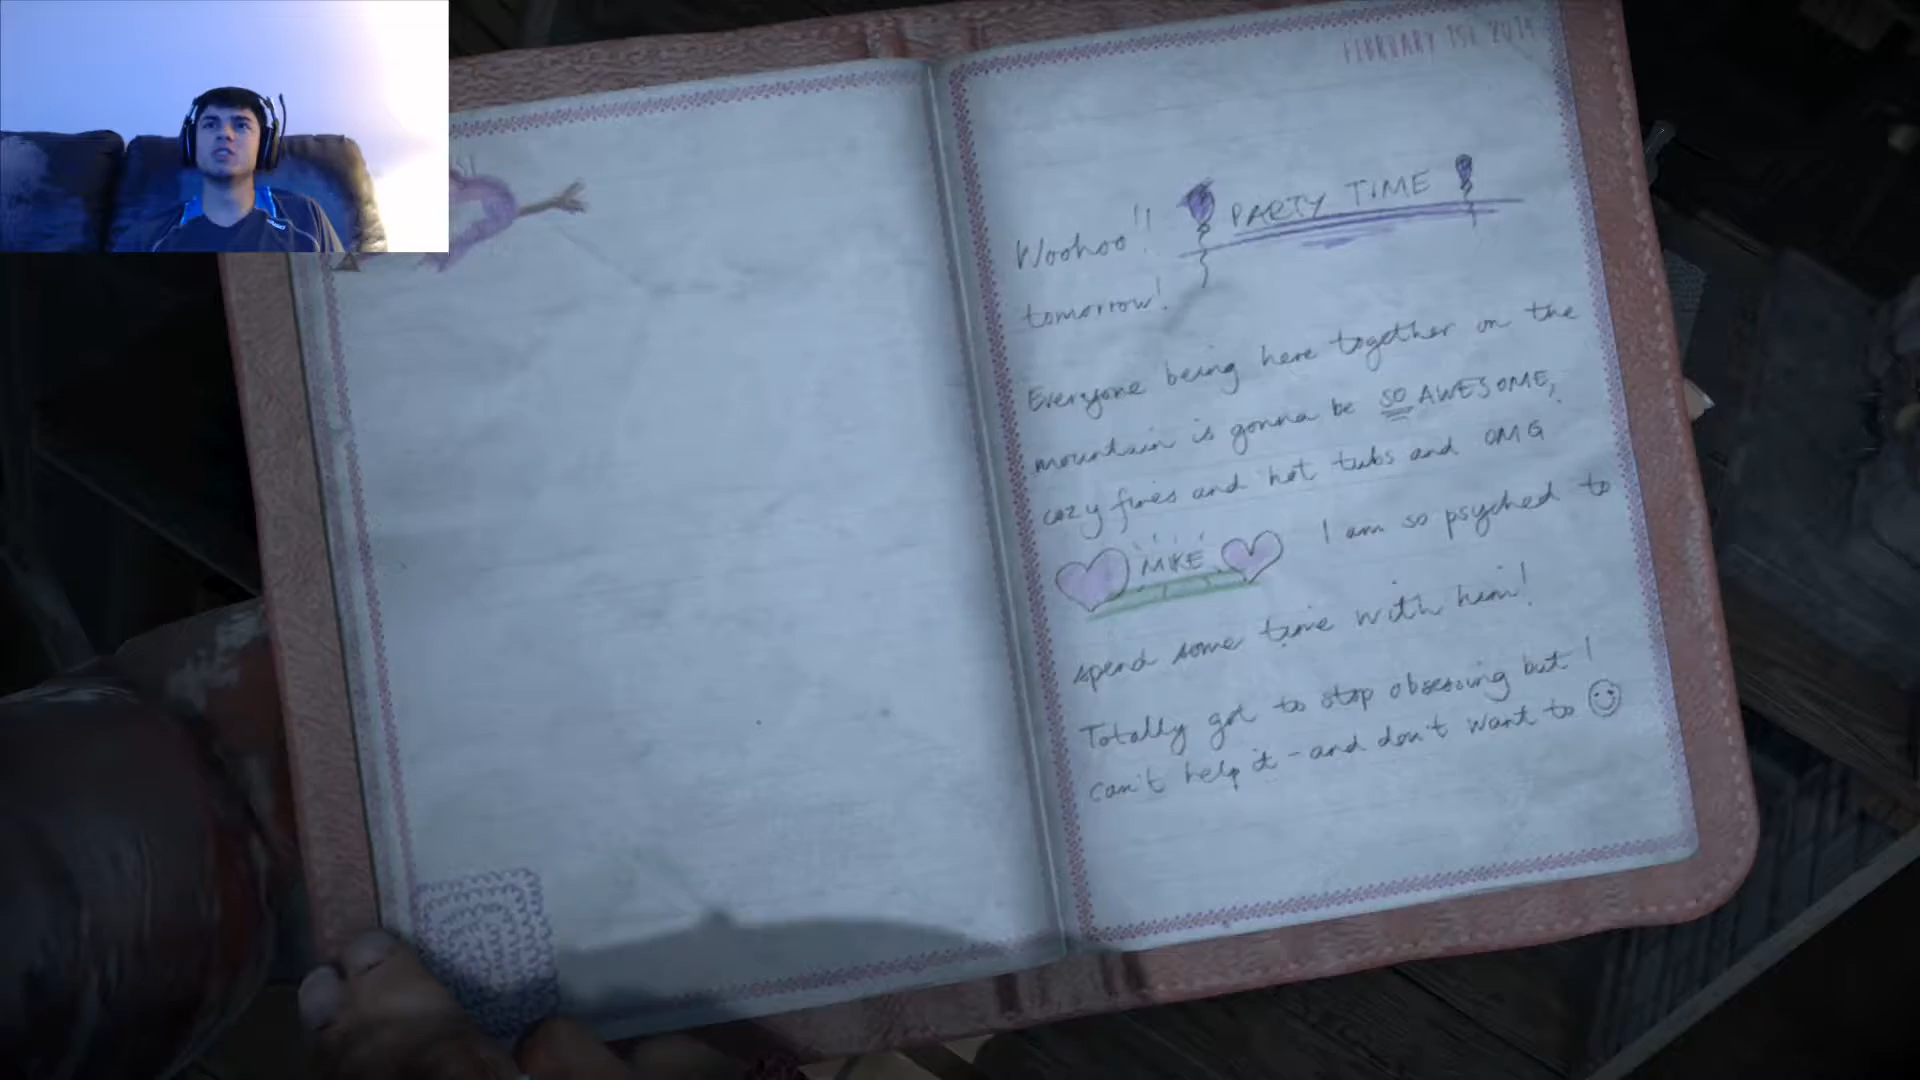 FEBRUARY 1st 2014
Woohoo!! PARTY TIME
tomorrow!
Everyone being here together on the
mountain is gonna be SO AWESOME,
cozy fires and hot tubs and OMG
MIKE I am so psyched to
spend some time with him!
Totally got to stop obsessing but I
can't help it - and don't want to